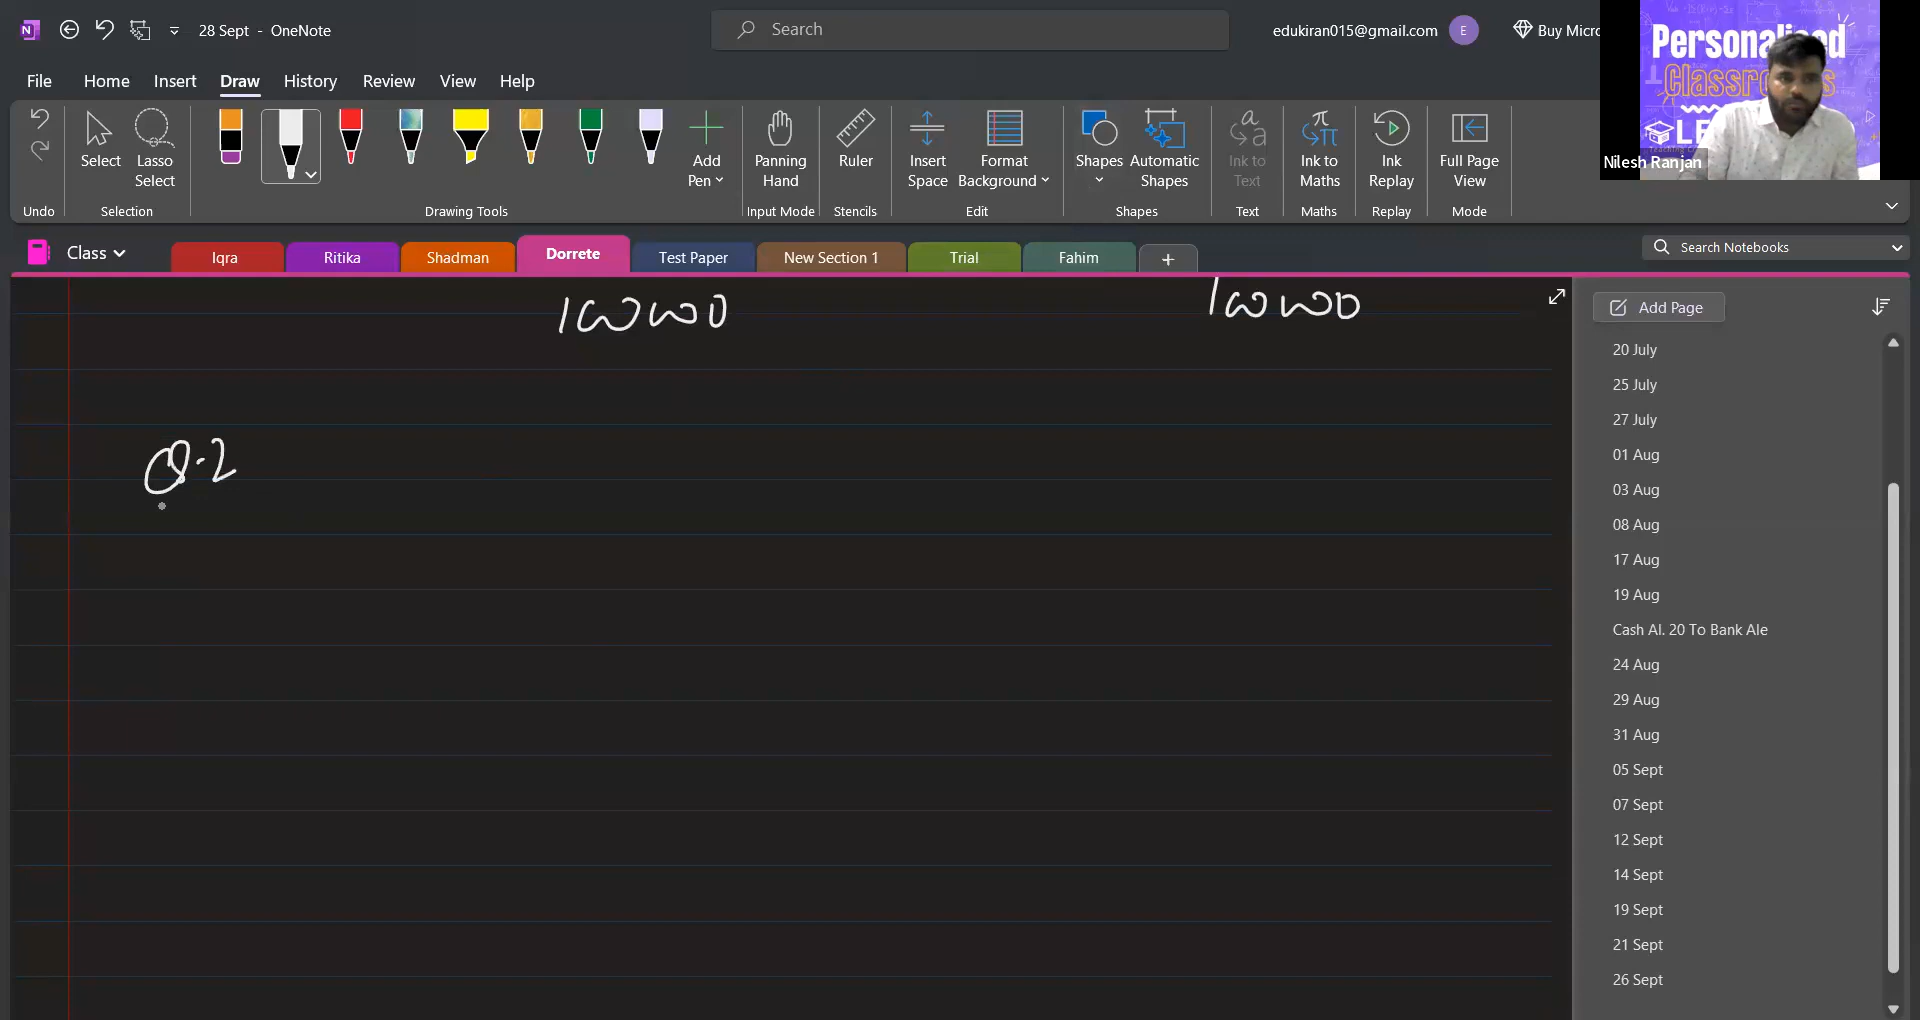 28 Sept - OneNote
Search
edukiran015@gmail.com
E
Buy Micro
File Home Insert Draw History Review View Help
Select
Lasso Select
Add Pen
Panning Hand
Ruler
Insert Space
Format Background
Shapes
Automatic Shapes
Ink to Text
Ink to Maths
Ink Replay
Full Page View
Undo Selection Drawing Tools Input Mode Stencils Edit Shapes Text Maths Replay Mode
Personalised
Classrooms
Nilesh Ranjan
Class Iqra Ritika Shadman Dorrete Test Paper New Section 1 Trial Fahim +
Search Notebooks
Q.2
Add Page
20 July
25 July
27 July
01 Aug
03 Aug
08 Aug
17 Aug
19 Aug
Cash Al. 20 To Bank Ale
24 Aug
29 Aug
31 Aug
05 Sept
07 Sept
12 Sept
14 Sept
19 Sept
21 Sept
26 Sept